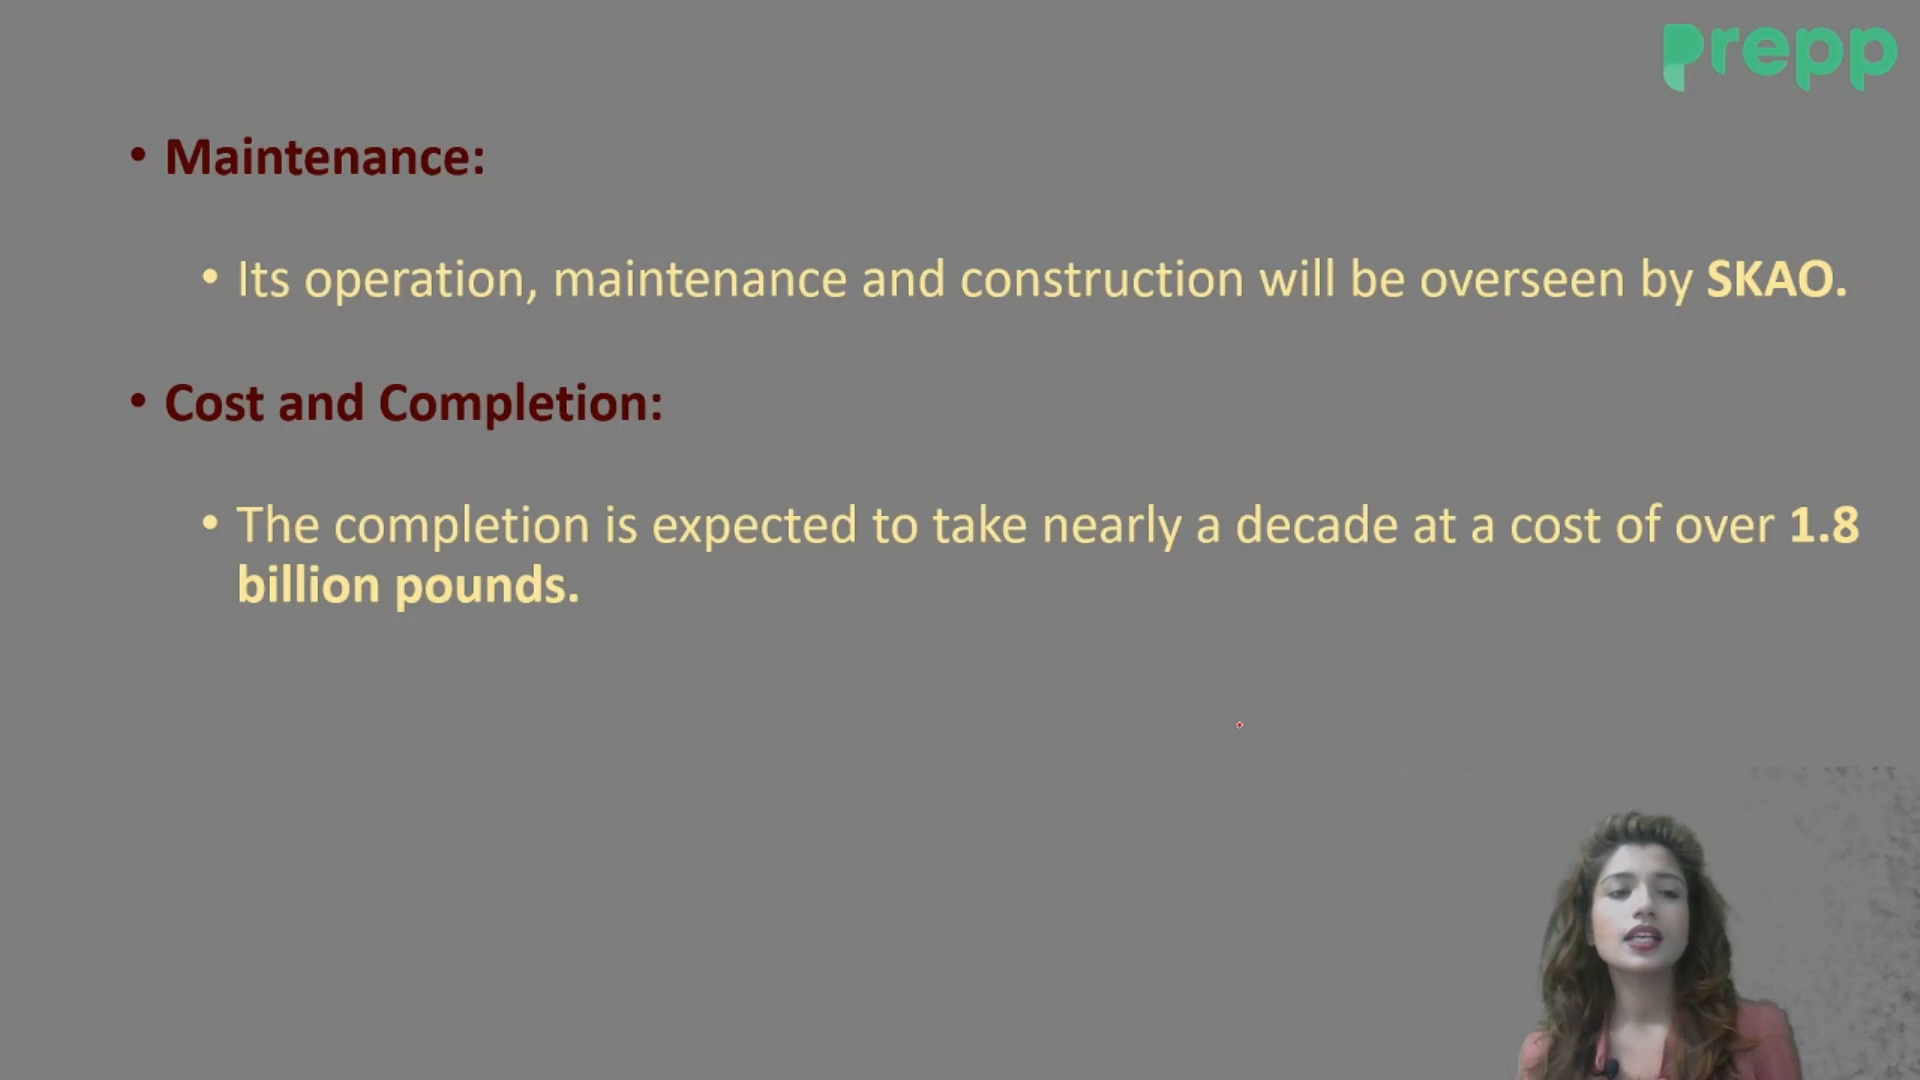 prepp
• Maintenance:
• Its operation, maintenance and construction will be overseen by SKAO.
• Cost and Completion:
• The completion is expected to take nearly a decade at a cost of over 1.8
billion pounds.